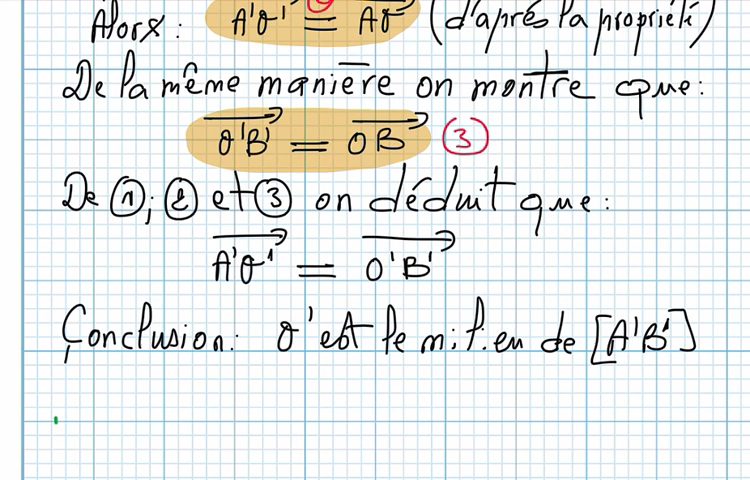 Alors : A'O' = AO (d'après la propriété)
De la même manière on montre que :
O'B' = OB ③
De ①; ② et ③ on déduit que :
A'O' = O'B'
Conclusion : O' est le milieu de [A'B']